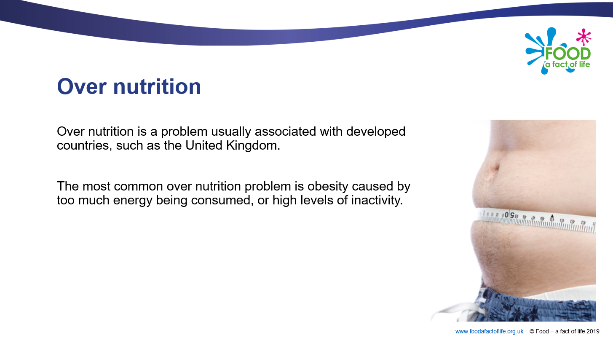 FOOD
a fact of life
Over nutrition
Over nutrition is a problem usually associated with developed
countries, such as the United Kingdom.
The most common over nutrition problem is obesity caused by
too much energy being consumed, or high levels of inactivity.
www.foodafactoflife.org.uk © Food – a fact of life 2019